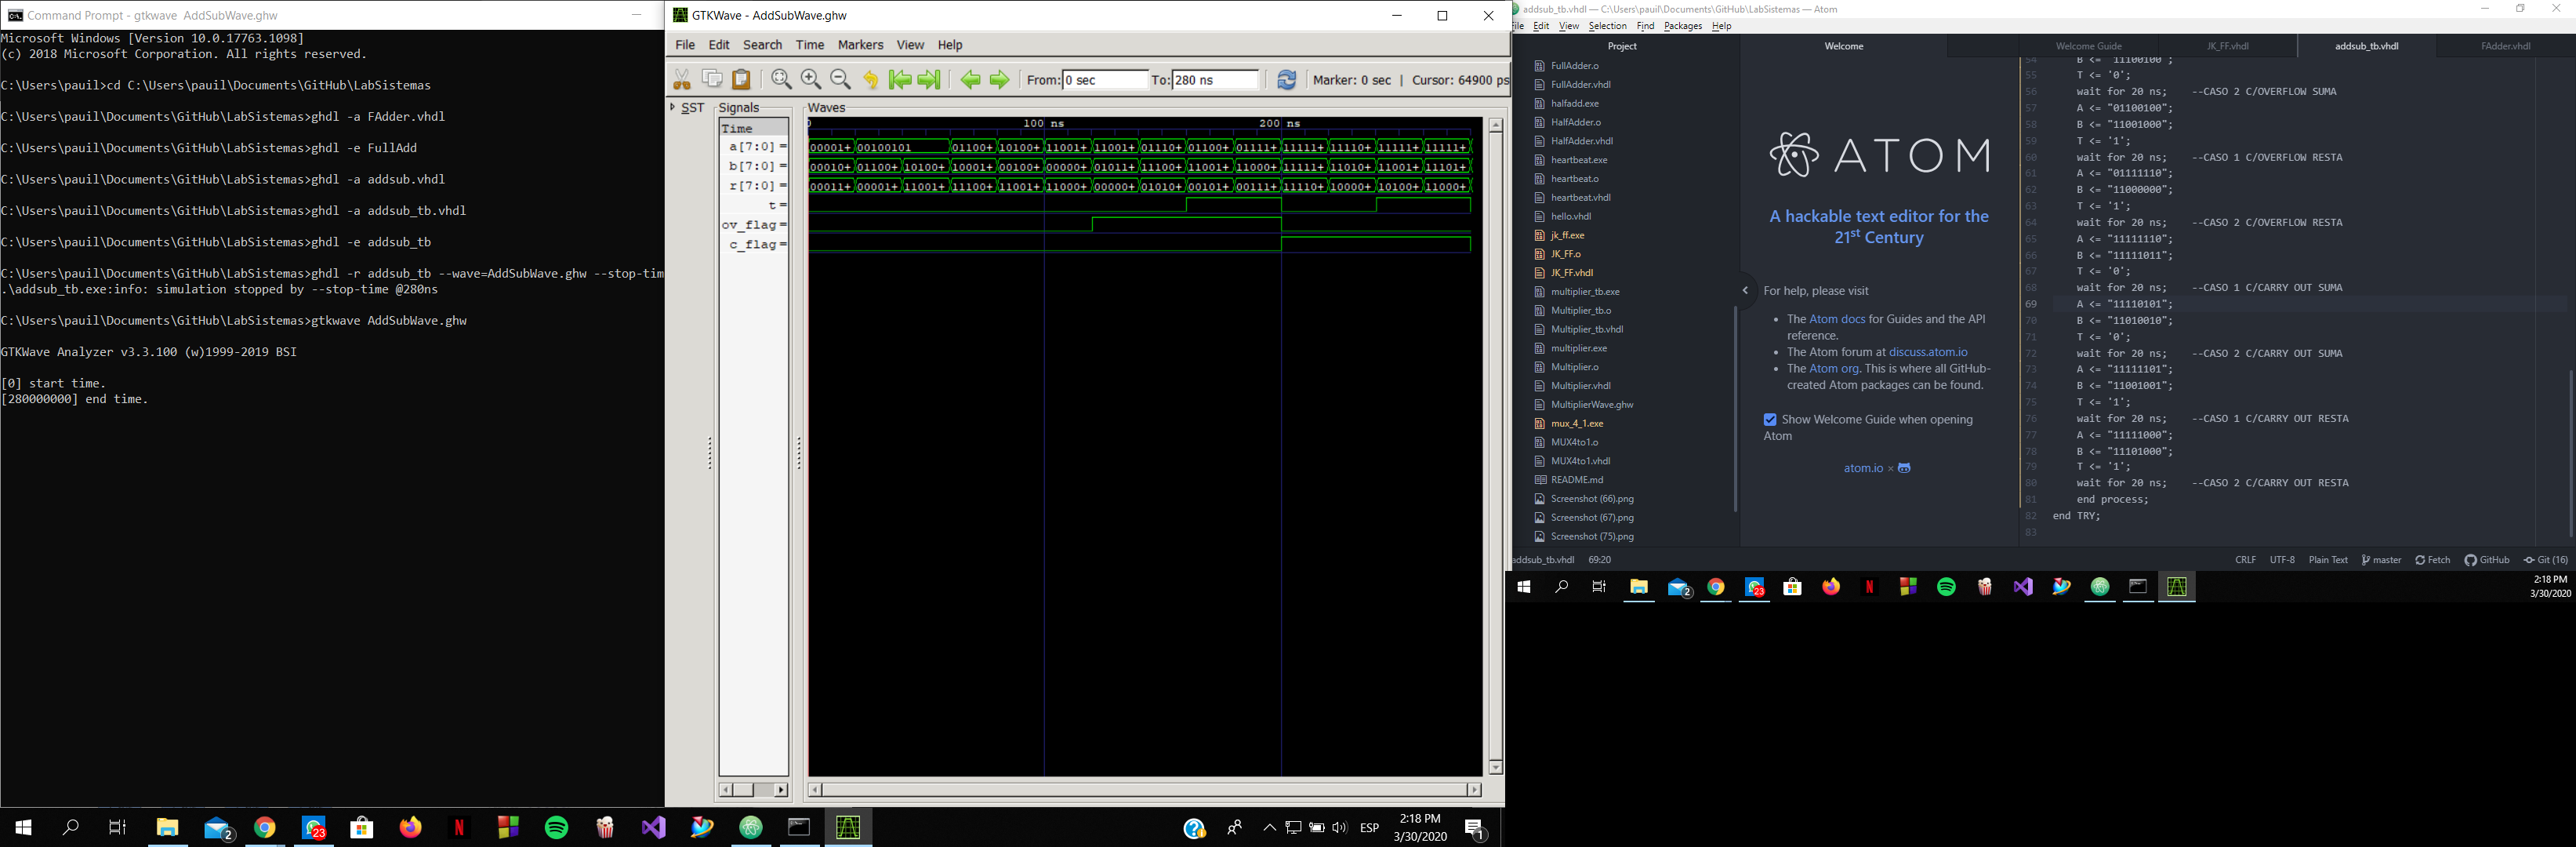 Command Prompt - gtkwave  AddSubWave.ghw
Microsoft Windows [Version 10.0.17763.1098]
(c) 2018 Microsoft Corporation. All rights reserved.
C:\Users\pauil>cd C:\Users\pauil\Documents\GitHub\LabSistemas
C:\Users\pauil\Documents\GitHub\LabSistemas>ghdl -a FAdder.vhdl
C:\Users\pauil\Documents\GitHub\LabSistemas>ghdl -e FullAdd
C:\Users\pauil\Documents\GitHub\LabSistemas>ghdl -a addsub.vhdl
C:\Users\pauil\Documents\GitHub\LabSistemas>ghdl -a addsub_tb.vhdl
C:\Users\pauil\Documents\GitHub\LabSistemas>ghdl -e addsub_tb
C:\Users\pauil\Documents\GitHub\LabSistemas>ghdl -r addsub_tb --wave=AddSubWave.ghw --stop-tim
.\addsub_tb.exe:info: simulation stopped by --stop-time @280ns
C:\Users\pauil\Documents\GitHub\LabSistemas>gtkwave AddSubWave.ghw
GTKWave Analyzer v3.3.100 (w)1999-2019 BSI
[0] start time.
[280000000] end time.
GTKWave - AddSubWave.ghw
File Edit Search Time Markers View Help
From: 0 sec To: 280 ns Marker: 0 sec | Cursor: 64900 ps
SST Signals Waves
Time 0 100 ns 200 ns
a[7:0] = 00001+ 00100101 01100+ 10100+ 11001+ 11001+ 01110+ 01100+ 01111+ 11111+ 11110+ 11111+ 11111+
b[7:0] = 00010+ 01100+ 10100+ 10001+ 00100+ 00000+ 01011+ 11100+ 11001+ 11000+ 11111+ 11010+ 11001+ 11101+
r[7:0] = 00011+ 00001+ 11001+ 11100+ 11001+ 11000+ 00000+ 01010+ 00101+ 00111+ 11110+ 10000+ 10100+ 11000+
t =
ov_flag =
c_flag =
ESP
2:18 PM
3/30/2020
2
23
1
addsub_tb.vhdl — C:\Users\pauil\Documents\GitHub\LabSistemas — Atom
File Edit View Selection Find Packages Help
Project
FullAdder.o
FullAdder.vhdl
halfadd.exe
HalfAdder.o
HalfAdder.vhdl
heartbeat.exe
heartbeat.o
heartbeat.vhdl
hello.vhdl
jk_ff.exe
JK_FF.o
JK_FF.vhdl
multiplier_tb.exe
Multiplier_tb.o
Multiplier_tb.vhdl
multiplier.exe
Multiplier.o
Multiplier.vhdl
MultiplierWave.ghw
mux_4_1.exe
MUX4to1.o
MUX4to1.vhdl
README.md
Screenshot (66).png
Screenshot (67).png
Screenshot (75).png
Welcome
ATOM
A hackable text editor for the
21st Century
For help, please visit
• The Atom docs for Guides and the API
reference.
• The Atom forum at discuss.atom.io
• The Atom org. This is where all GitHub-
created Atom packages can be found.
Show Welcome Guide when opening
Atom
atom.io ×
Welcome Guide JK_FF.vhdl addsub_tb.vhdl FAdder.vhdl
54 B <= "11100100";
55 T <= '0';
56 wait for 20 ns; --CASO 2 C/OVERFLOW SUMA
57 A <= "01100100";
58 B <= "11001000";
59 T <= '1';
60 wait for 20 ns; --CASO 1 C/OVERFLOW RESTA
61 A <= "01111110";
62 B <= "11000000";
63 T <= '1';
64 wait for 20 ns; --CASO 2 C/OVERFLOW RESTA
65 A <= "11111110";
66 B <= "11111011";
67 T <= '0';
68 wait for 20 ns; --CASO 1 C/CARRY OUT SUMA
69 A <= "11110101";
70 B <= "11010010";
71 T <= '0';
72 wait for 20 ns; --CASO 2 C/CARRY OUT SUMA
73 A <= "11111101";
74 B <= "11001001";
75 T <= '1';
76 wait for 20 ns; --CASO 1 C/CARRY OUT RESTA
77 A <= "11111000";
78 B <= "11101000";
79 T <= '1';
80 wait for 20 ns; --CASO 2 C/CARRY OUT RESTA
81 end process;
82 end TRY;
83
addsub_tb.vhdl 69:20 CRLF UTF-8 Plain Text master Fetch GitHub Git (16)
2
23
2:18 PM
3/30/2020